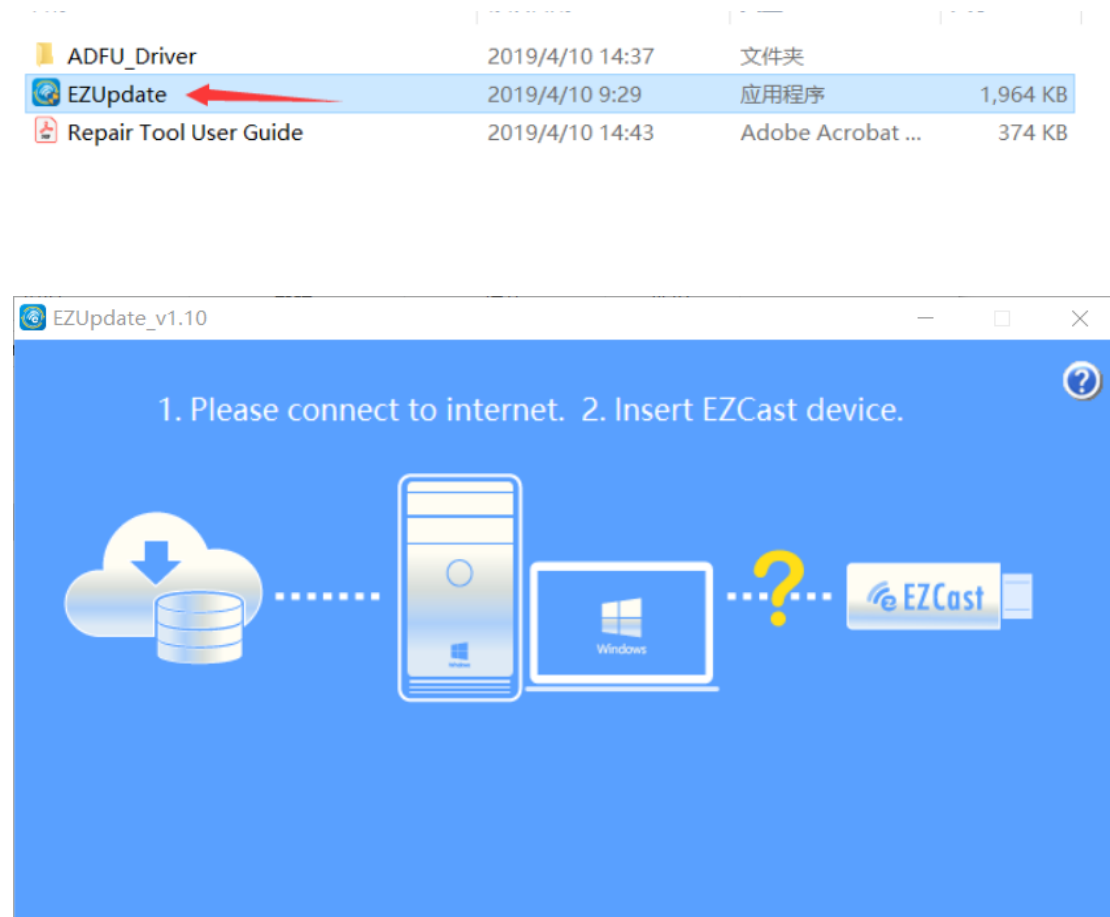 ADFU_Driver 2019/4/10 14:37 文件夹
EZUpdate 2019/4/10 9:29 应用程序 1,964 KB
Repair Tool User Guide 2019/4/10 14:43 Adobe Acrobat ... 374 KB
EZUpdate_v1.10
1. Please connect to internet. 2. Insert EZCast device.
EZCast
Windows
Windows